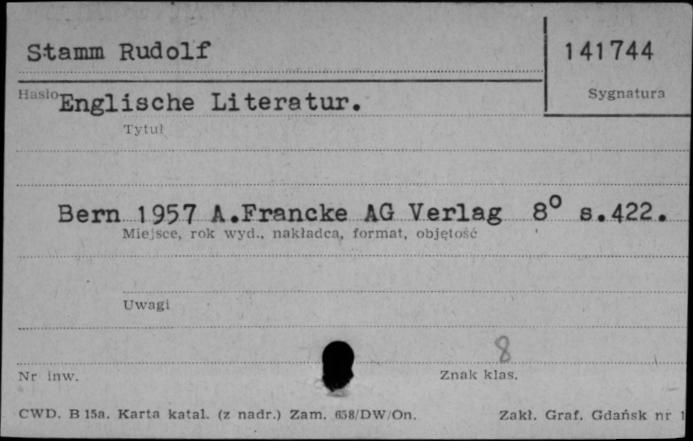 Stamm Rudolf
141744
Hasło
Englische Literatur.
Sygnatura
Tytuł
Bern 1957 A.Francke AG Verlag 8° s.422.
Miejsce, rok wyd., nakładca, format, objętość
Uwagi
8
Nr inw.
Znak klas.
CWD. B 15a. Karta katal. (z nadr.) Zam. 658/DW/On.
Zakł. Graf. Gdańsk nr 1